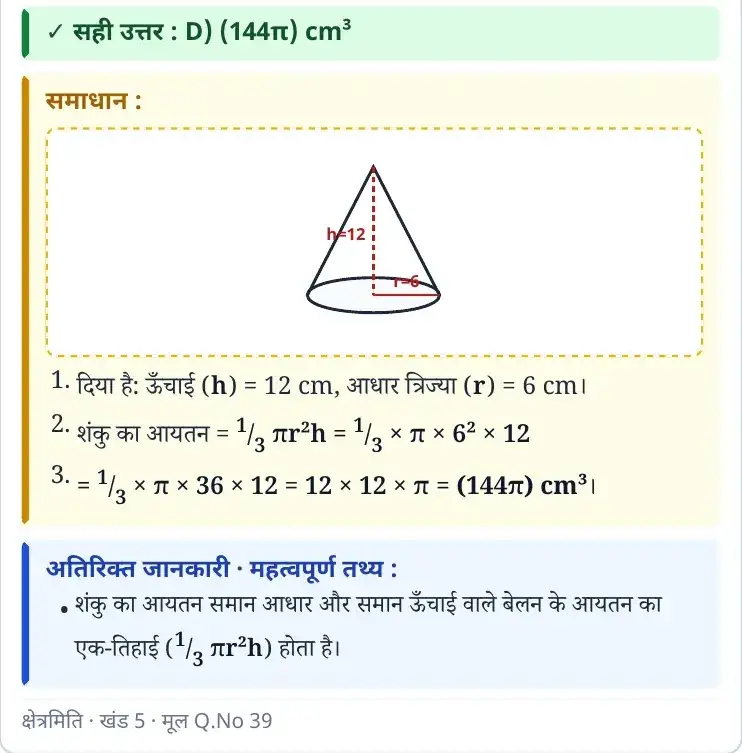 ✓ सही उत्तर : D) (144π) cm³
समाधान :
h=12
r=6
1. दिया है: ऊँचाई (h) = 12 cm, आधार त्रिज्या (r) = 6 cm।
2. शंकु का आयतन = ¹/₃ πr²h = ¹/₃ × π × 6² × 12
3. = ¹/₃ × π × 36 × 12 = 12 × 12 × π = (144π) cm³।
अतिरिक्त जानकारी · महत्वपूर्ण तथ्य :
• शंकु का आयतन समान आधार और समान ऊँचाई वाले बेलन के आयतन का
एक-तिहाई (¹/₃ πr²h) होता है।
क्षेत्रमिति · खंड 5 · मूल Q.No 39